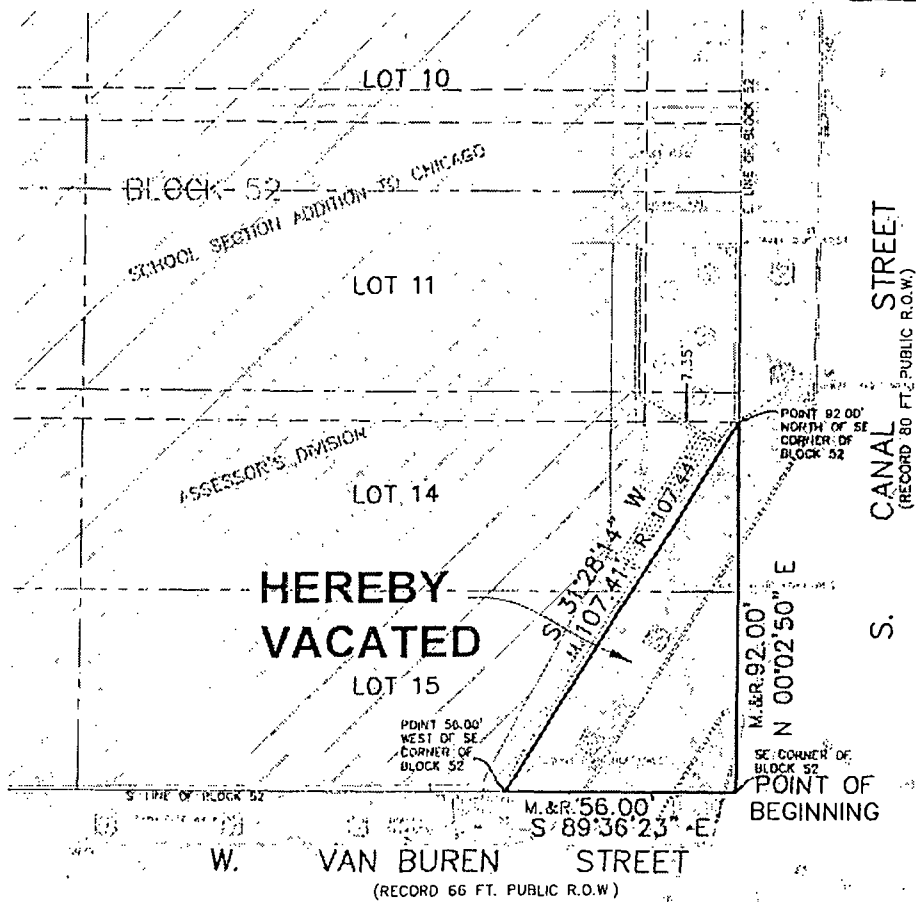 LOT 10
E LINE OF BLOCK 52
BLOCK 52
SCHOOL SECTION ADDITION TO CHICAGO
LOT 11
7.35'
S. CANAL STREET
(RECORD 80 FT. PUBLIC R.O.W.)
POINT 92.00'
NORTH OF SE
CORNER OF
BLOCK 52
ASSESSOR'S DIVISION
LOT 14
S 31°28'14" W
M. 107.41' R. 107.44'
HEREBY
VACATED
M.&R. 92.00'
N 00°02'50" E
LOT 15
POINT 56.00'
WEST OF SE
CORNER OF
BLOCK 52
SE CORNER OF
BLOCK 52
POINT OF
BEGINNING
S LINE OF BLOCK 52
M.&R. 56.00'
S 89°36'23" E
W. VAN BUREN STREET
(RECORD 66 FT. PUBLIC R.O.W)